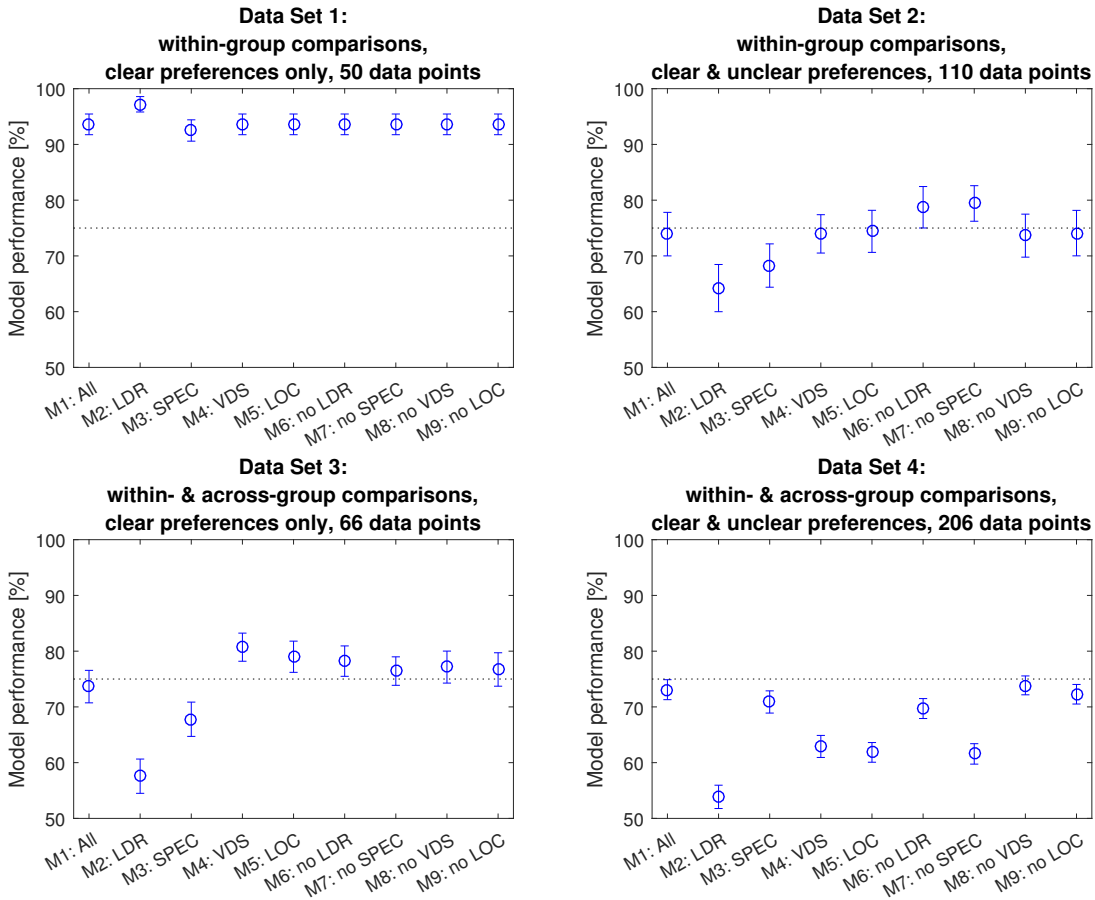 Data Set 1:
within-group comparisons,
clear preferences only, 50 data points
Model performance [%]
100
90
80
70
60
50
M1: All
M2: LDR
M3: SPEC
M4: VDS
M5: LOC
M6: no LDR
M7: no SPEC
M8: no VDS
M9: no LOC
Data Set 2:
within-group comparisons,
clear & unclear preferences, 110 data points
Model performance [%]
100
90
80
70
60
50
M1: All
M2: LDR
M3: SPEC
M4: VDS
M5: LOC
M6: no LDR
M7: no SPEC
M8: no VDS
M9: no LOC
Data Set 3:
within- & across-group comparisons,
clear preferences only, 66 data points
Model performance [%]
100
90
80
70
60
50
M1: All
M2: LDR
M3: SPEC
M4: VDS
M5: LOC
M6: no LDR
M7: no SPEC
M8: no VDS
M9: no LOC
Data Set 4:
within- & across-group comparisons,
clear & unclear preferences, 206 data points
Model performance [%]
100
90
80
70
60
50
M1: All
M2: LDR
M3: SPEC
M4: VDS
M5: LOC
M6: no LDR
M7: no SPEC
M8: no VDS
M9: no LOC